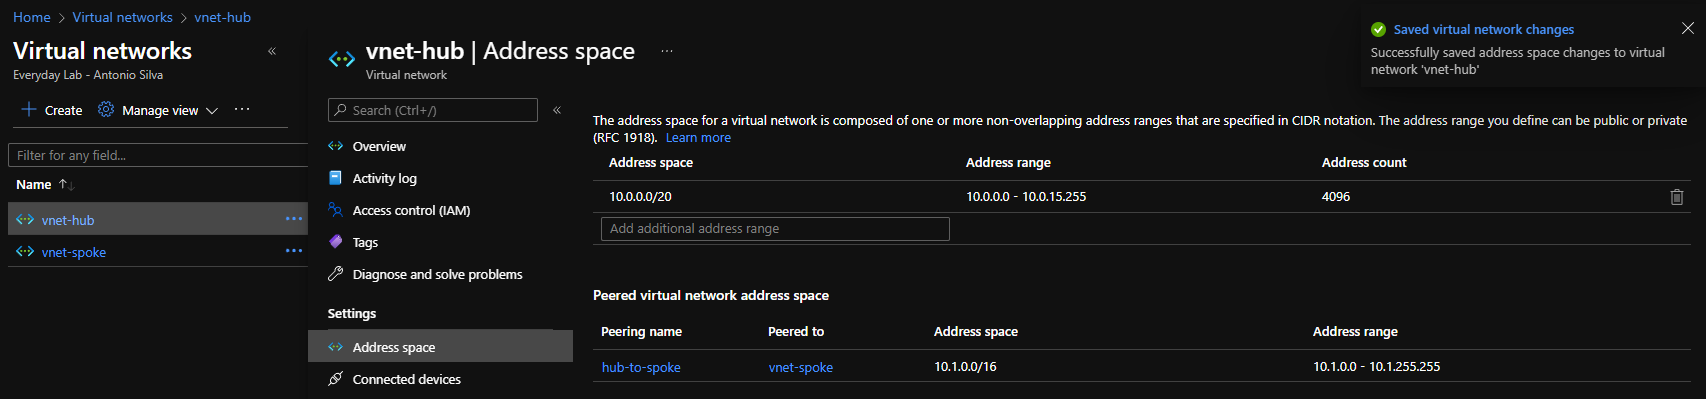 Home > Virtual networks > vnet-hub
Virtual networks
«
Everyday Lab - Antonio Silva
+ Create
Manage view
...
Filter for any field...
Name ↑↓
vnet-hub ...
vnet-spoke ...
vnet-hub | Address space
...
Virtual network
Search (Ctrl+/)
«
Overview
Activity log
Access control (IAM)
Tags
Diagnose and solve problems
Settings
Address space
Connected devices
Saved virtual network changes
Successfully saved address space changes to virtual
network 'vnet-hub'
The address space for a virtual network is composed of one or more non-overlapping address ranges that are specified in CIDR notation. The address range you define can be public or private
(RFC 1918). Learn more
Address space Address range Address count
10.0.0.0/20 10.0.0.0 - 10.0.15.255 4096
Add additional address range
Peered virtual network address space
Peering name Peered to Address space Address range
hub-to-spoke vnet-spoke 10.1.0.0/16 10.1.0.0 - 10.1.255.255